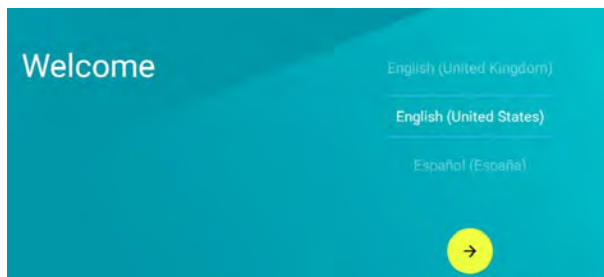 Welcome
English (United Kingdom)
English (United States)
Español (España)